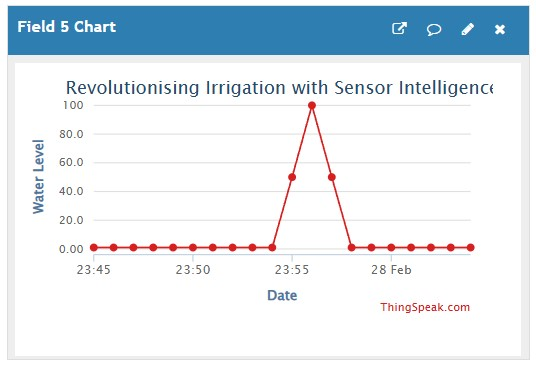 Field 5 Chart
Revolutionising Irrigation with Sensor Intelligence
100
80.0
60.0
40.0
20.0
0.00
Water Level
23:45 23:50 23:55 28 Feb
Date
ThingSpeak.com